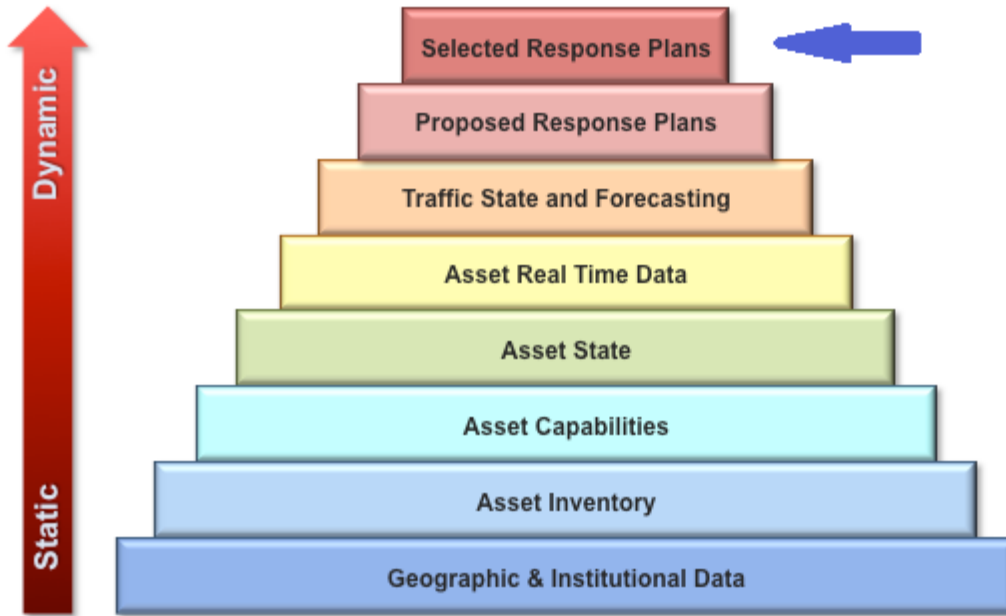 Dynamic
Static
Selected Response Plans
Proposed Response Plans
Traffic State and Forecasting
Asset Real Time Data
Asset State
Asset Capabilities
Asset Inventory
Geographic & Institutional Data